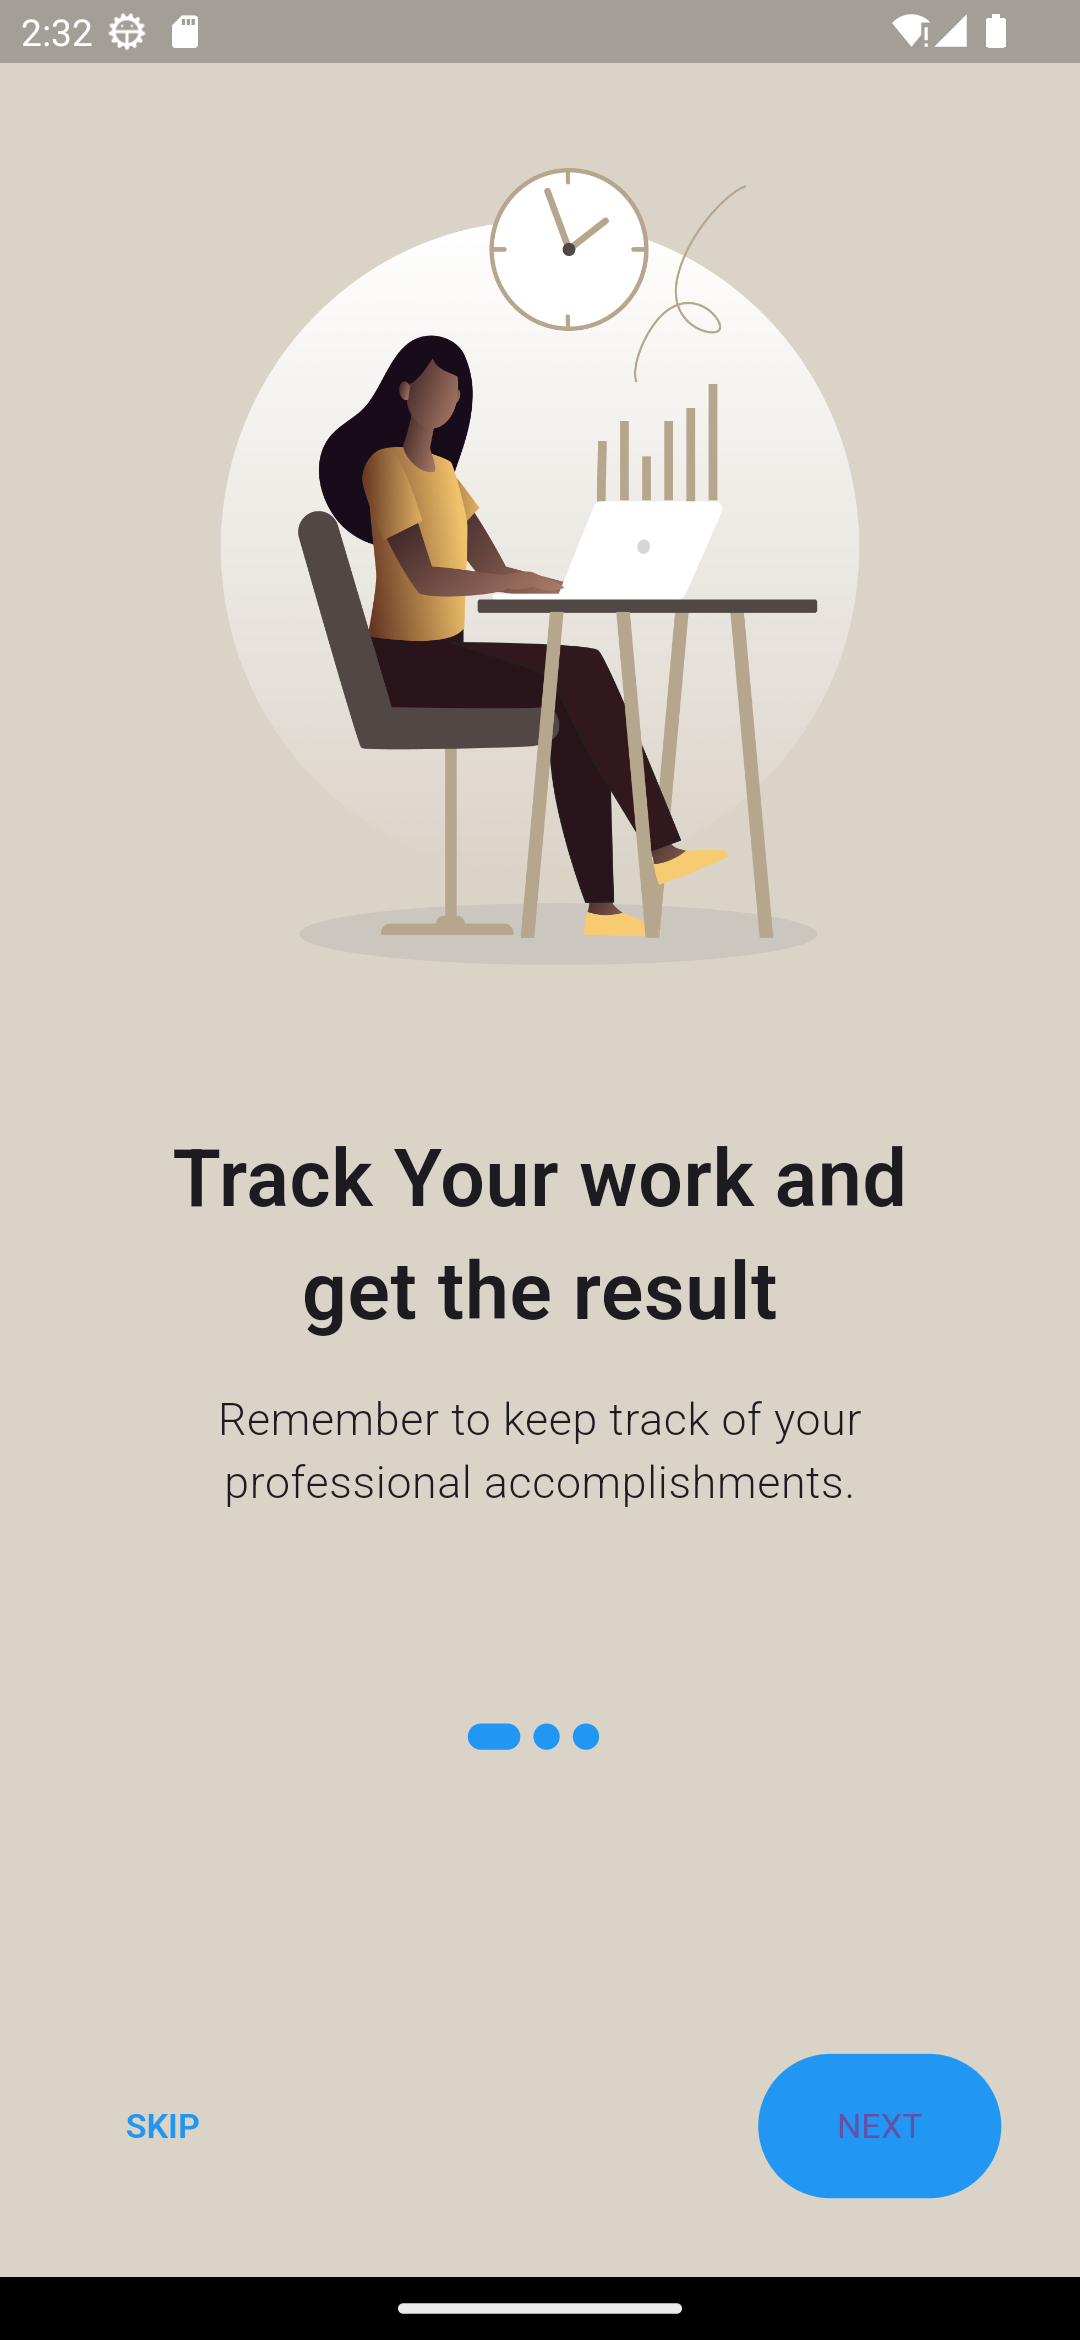 2:32
Track Your work and
get the result
Remember to keep track of your
professional accomplishments.
SKIP
NEXT